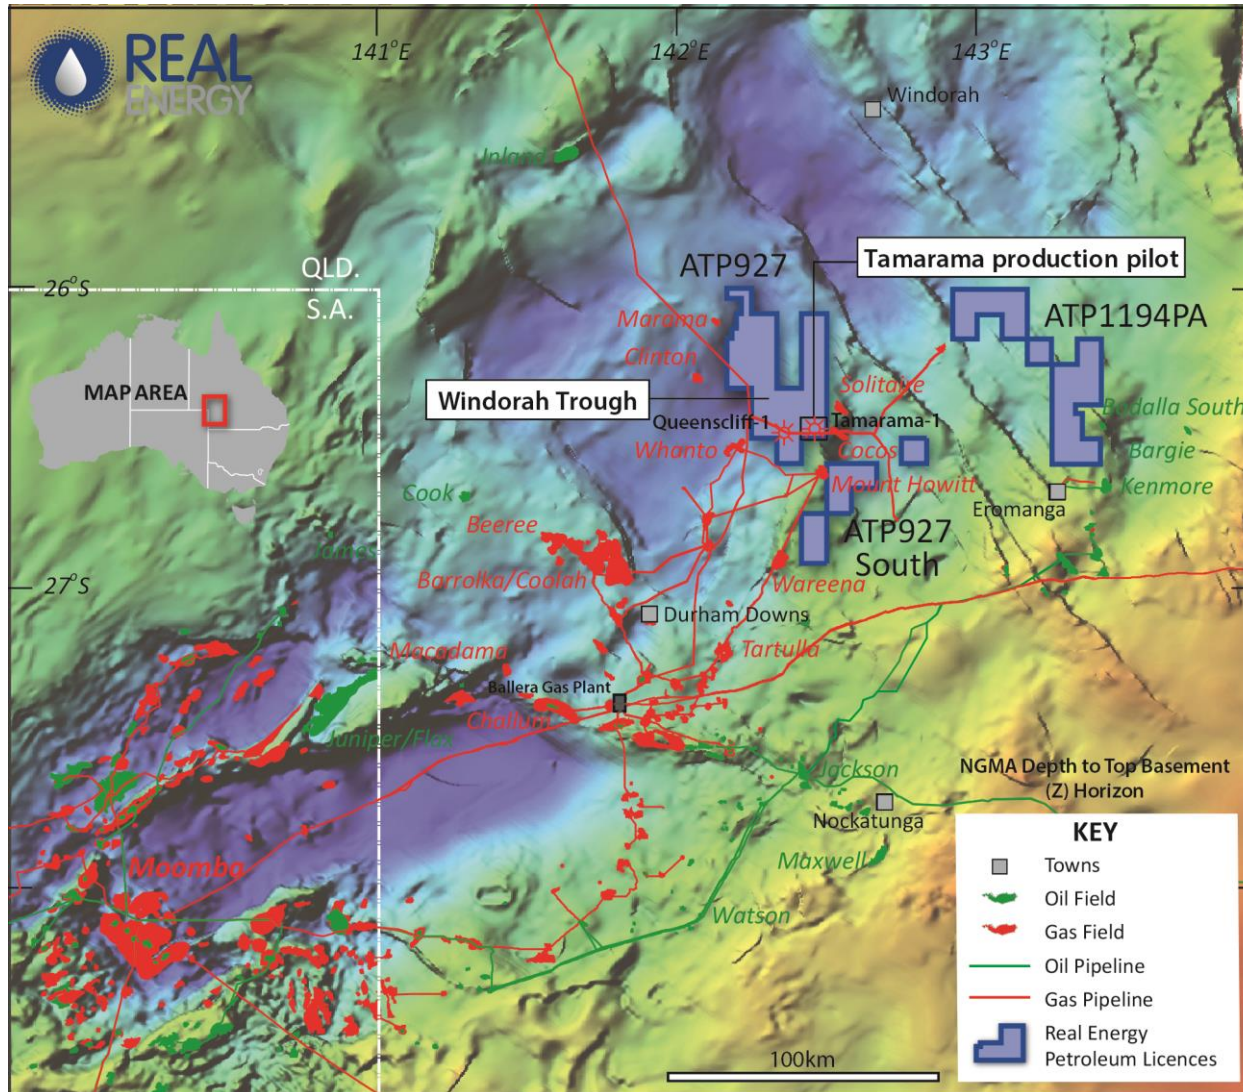 REAL
ENERGY
141°E
142°E
143°E
Windorah
Inland
QLD.
S.A.
26°S
ATP927
Tamarama production pilot
Marama
ATP1194PA
Clinton
MAP AREA
Windorah Trough
Solitaire
Queenscliff-1
Tamarama-1
Bodalla South
Whanto
Cocos
Bargie
Cook
Mount Howitt
Kenmore
Eromanga
Beeree
James
ATP927
South
Barrolka/Coolah
Wareena
27°S
Durham Downs
Macadama
Tartulla
Ballera Gas Plant
Challum
Juniper/Flax
Jackson
NGMA Depth to Top Basement
(Z) Horizon
Nockatunga
Moomba
Maxwell
Watson
KEY
Towns
Oil Field
Gas Field
Oil Pipeline
Gas Pipeline
Real Energy
Petroleum Licences
100km